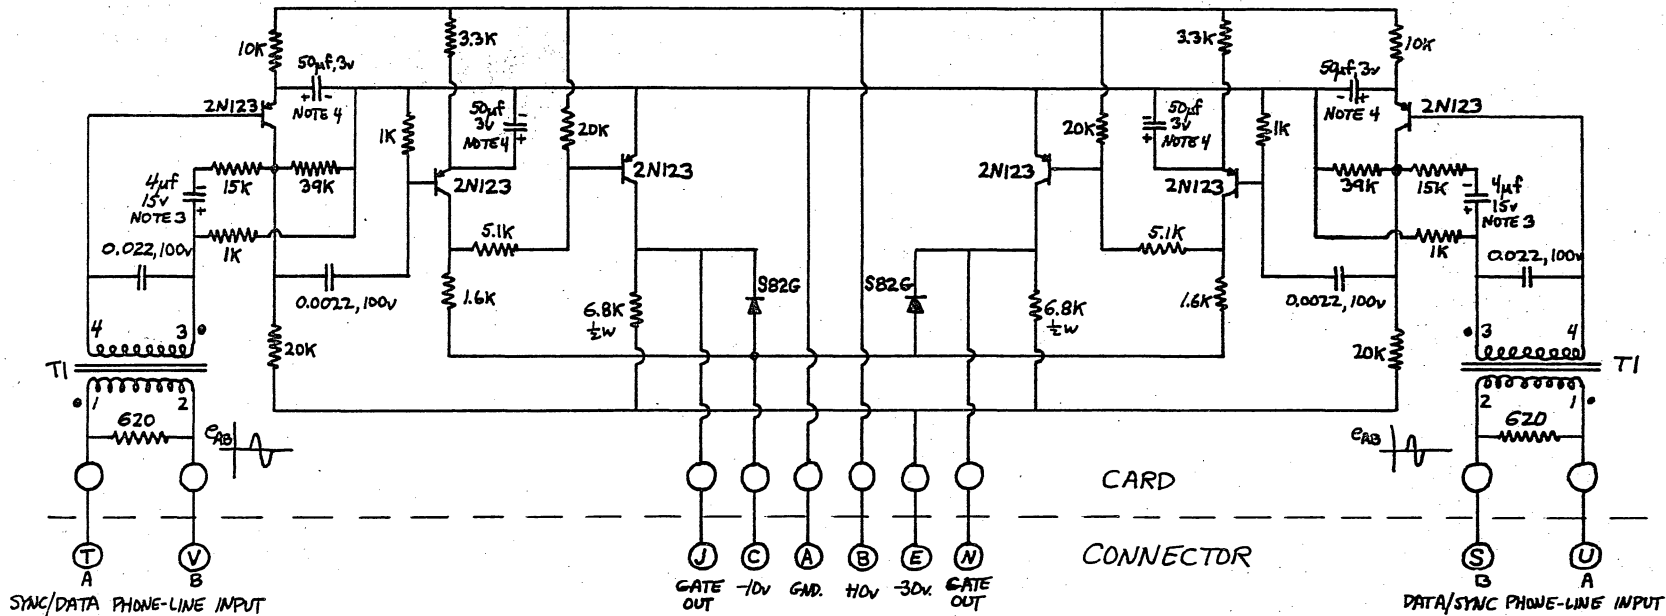 10K
3.3K
3.3K
10K
50µf,3v
+ -
NOTE 4
50µf,3v
- +
NOTE 4
2N123
2N123
1K
50µf
3v
NOTE 4
-
+
20K
20K
50µf
3v
NOTE 4
-
+
1K
15K
39K
2N123
2N123
2N123
2N123
39K
15K
4µf
15v
NOTE 3
-
+
4µf
15v
NOTE 3
-
+
1K
5.1K
5.1K
1K
0.022,100v
0.0022,100v
1.6K
S82G
S82G
1.6K
0.0022,100v
0.022,100v
6.8K
½W
6.8K
½W
4 3
20K
20K
3 4
T1
T1
1 2
2 1
620
eAB
eAB
620
CARD
CONNECTOR
T
V
J
C
A
B
E
N
S
U
A
B
GATE
OUT
-10v
GND.
+10v
-30v.
GATE
OUT
B
A
SYNC/DATA PHONE-LINE INPUT
DATA/SYNC PHONE-LINE INPUT